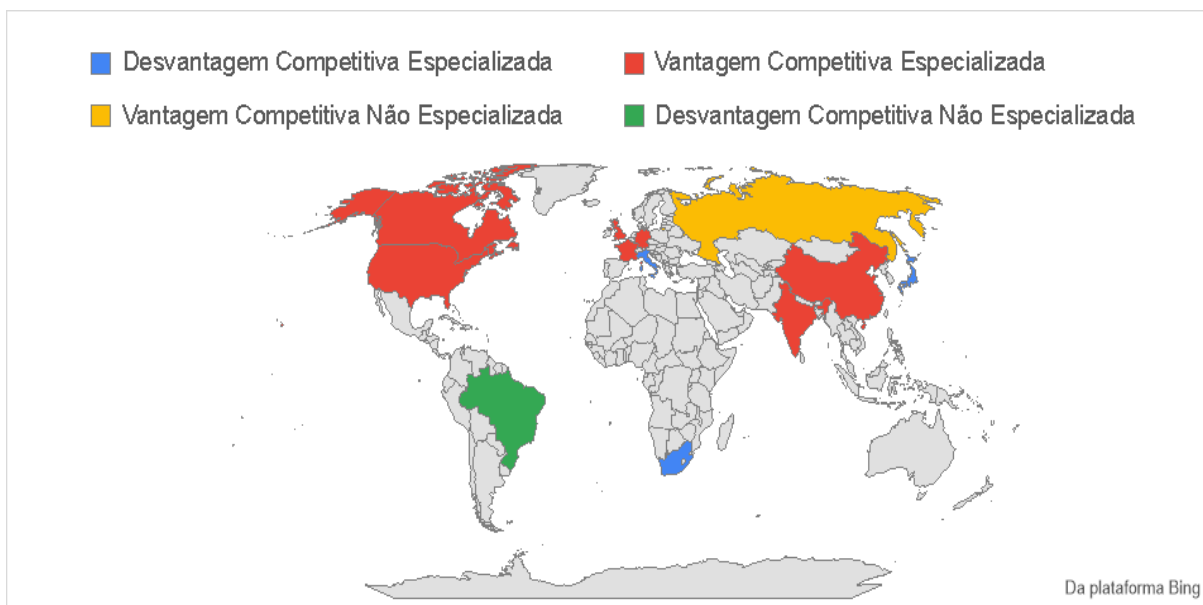 Desvantagem Competitiva Especializada
Vantagem Competitiva Especializada
Vantagem Competitiva Não Especializada
Desvantagem Competitiva Não Especializada
Da plataforma Bing